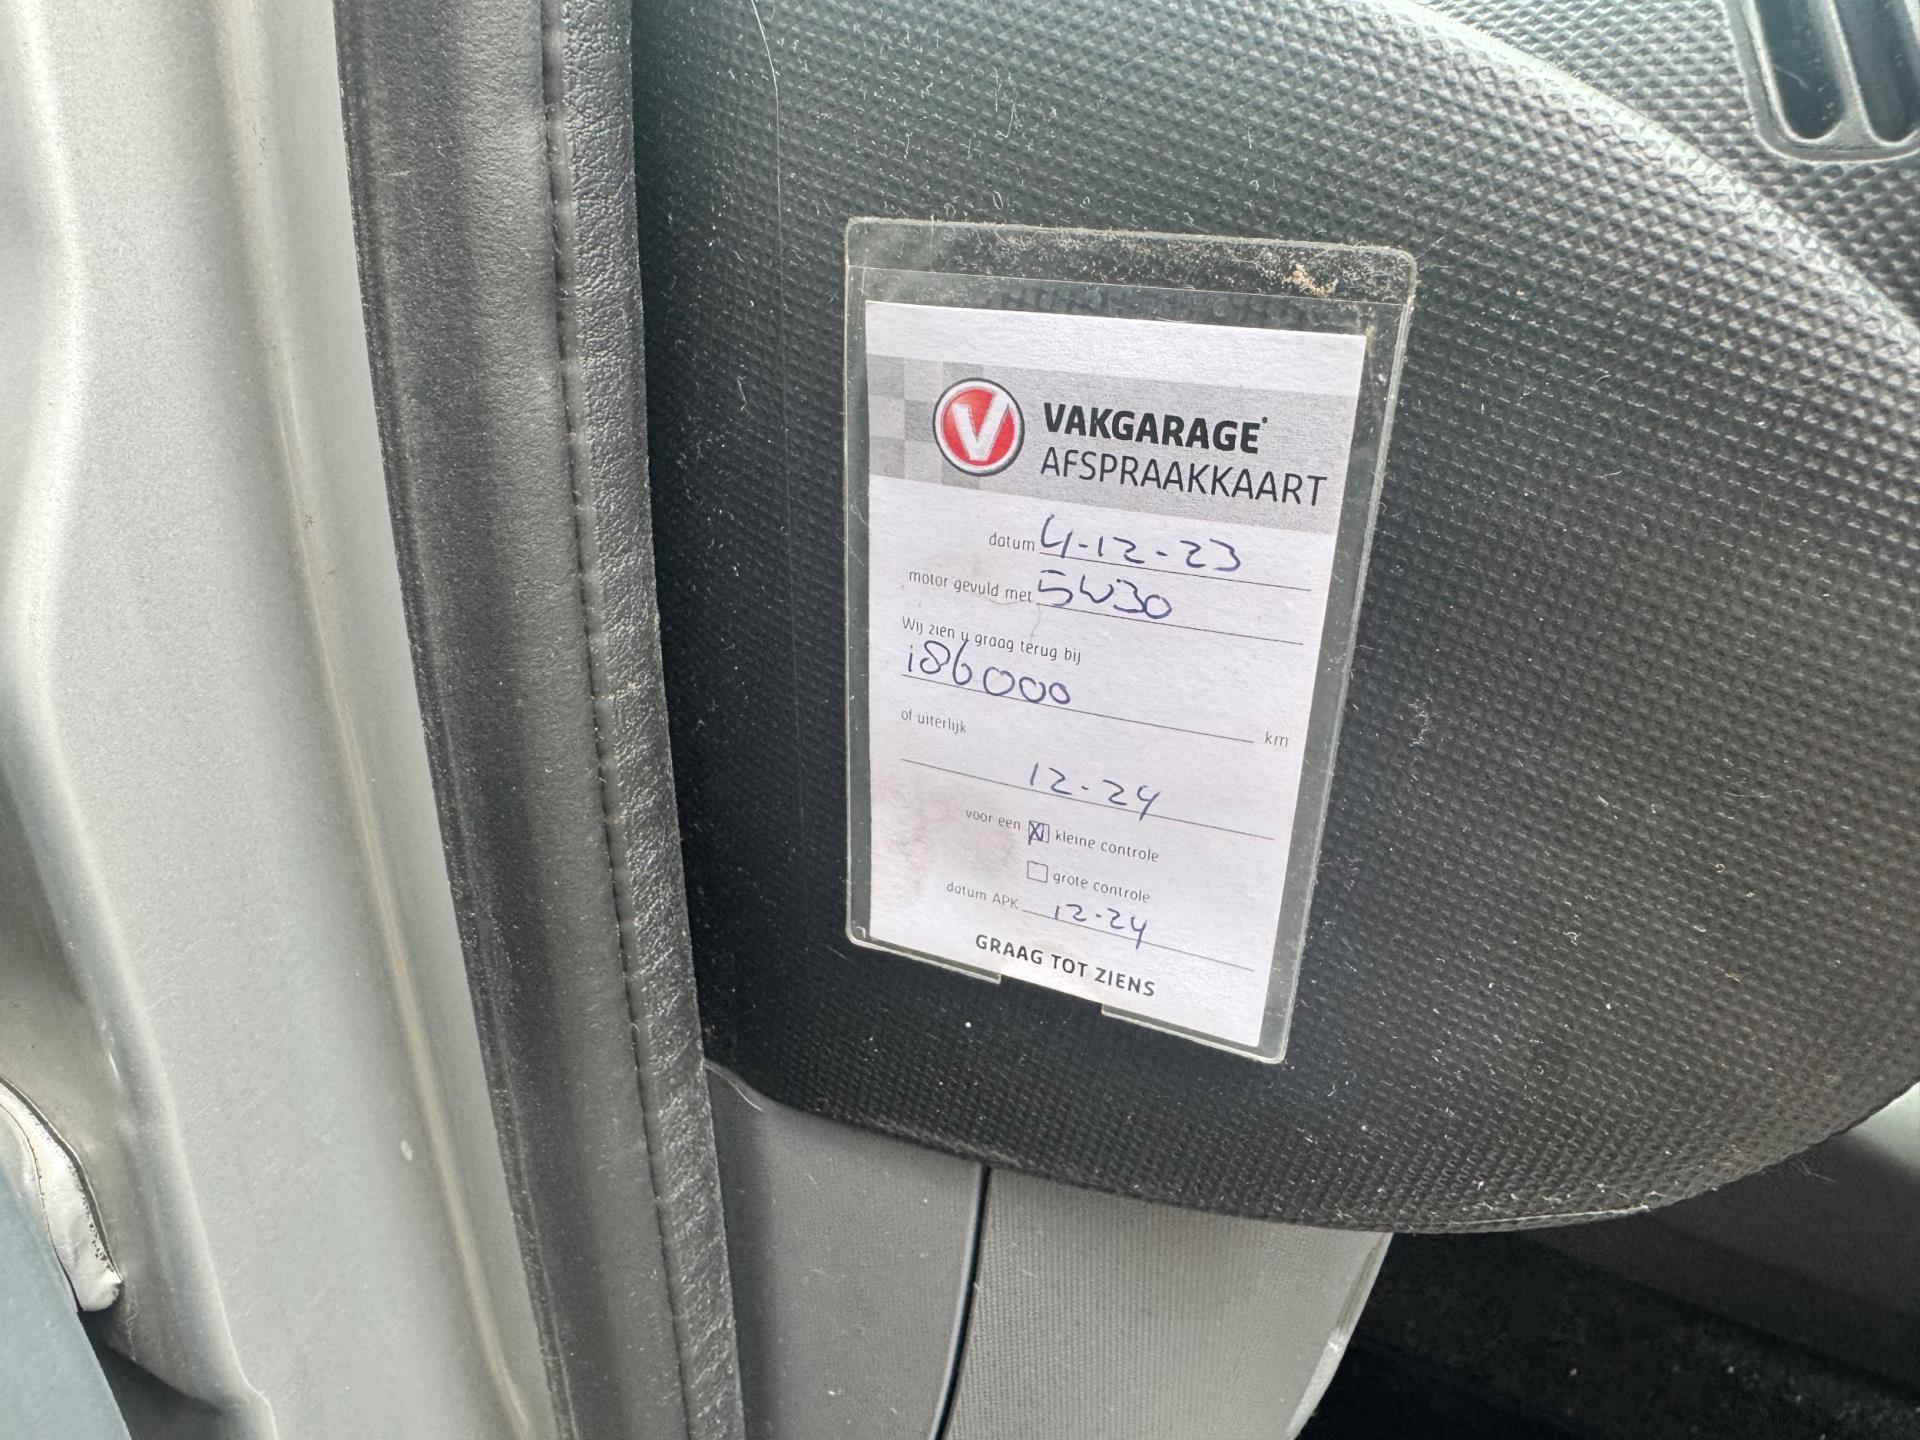 V VAKGARAGE
AFSPRAAKKAART
datum 4-12-23
motor gevuld met 5W30
Wij zien u graag terug bij
186000 km
of uiterlijk
12-24
voor een kleine controle
grote controle
datum APK 12-24
GRAAG TOT ZIENS